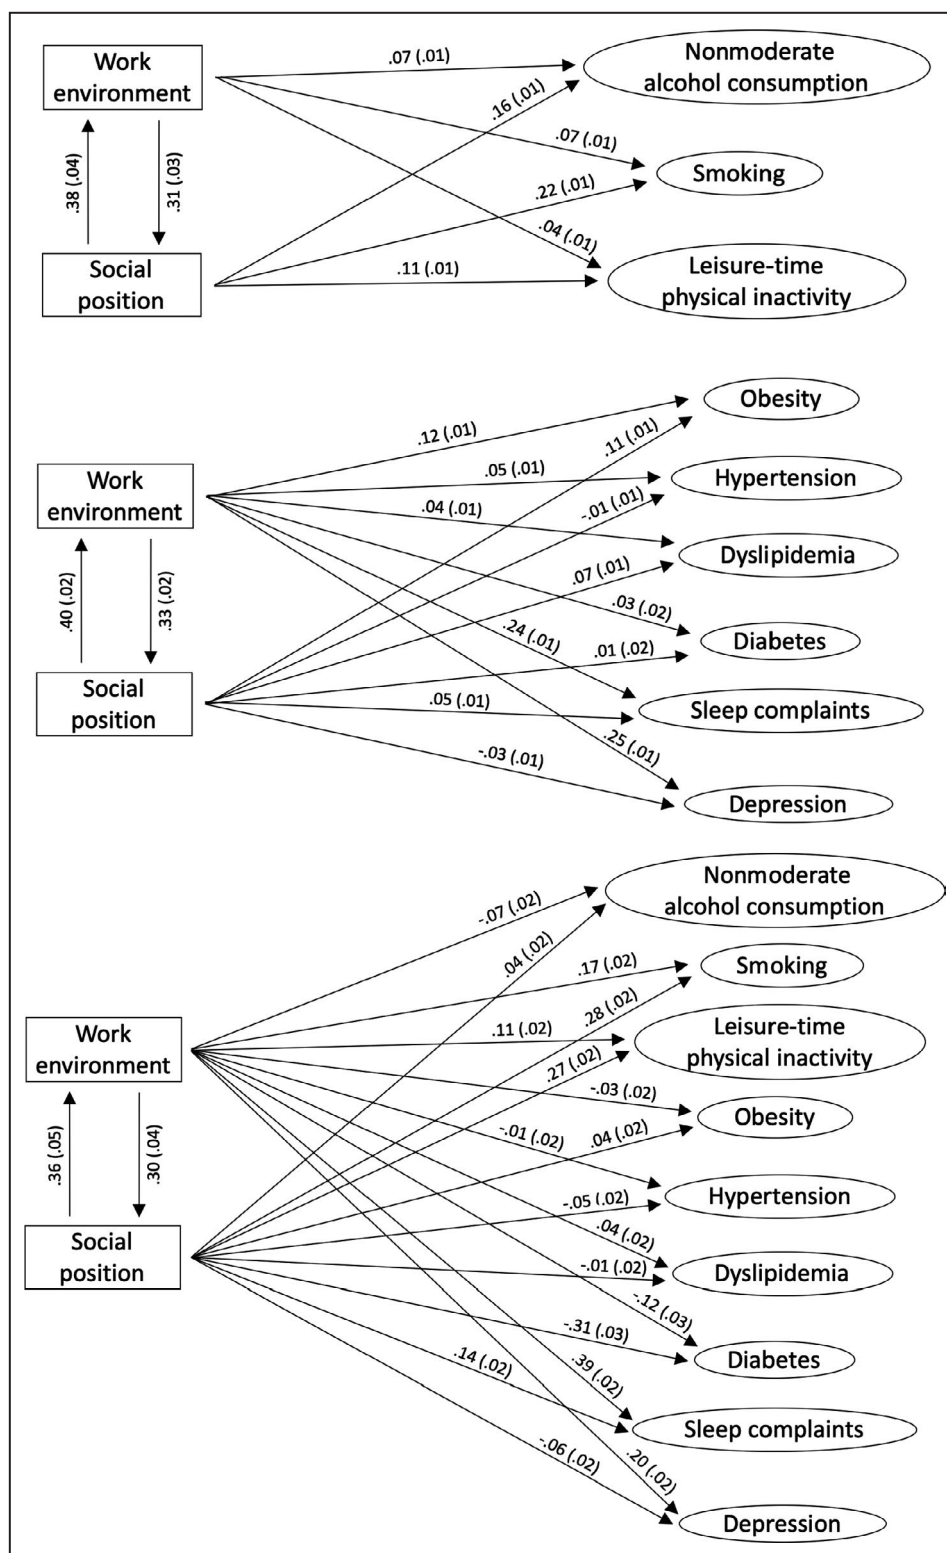 Work
environment
.38 (.04)
.31 (.03)
Social
position
.07 (.01)
.16 (.01)
.07 (.01)
.22 (.01)
.04 (.01)
.11 (.01)
Nonmoderate
alcohol consumption
Smoking
Leisure-time
physical inactivity
Work
environment
.40 (.02)
.33 (.02)
Social
position
.12 (.01)
.11 (.01)
.05 (.01)
-.01 (.01)
.04 (.01)
.07 (.01)
.03 (.02)
.24 (.01)
.01 (.02)
.05 (.01)
.25 (.01)
-.03 (.01)
Obesity
Hypertension
Dyslipidemia
Diabetes
Sleep complaints
Depression
Work
environment
.36 (.05)
.30 (.04)
Social
position
-.07 (.02)
.04 (.02)
.17 (.02)
.28 (.02)
.11 (.02)
.27 (.02)
-.03 (.02)
.04 (.02)
-.01 (.02)
-.05 (.02)
.04 (.02)
-.01 (.02)
-.12 (.03)
-.31 (.03)
.39 (.02)
.14 (.02)
.20 (.02)
-.06 (.02)
Nonmoderate
alcohol consumption
Smoking
Leisure-time
physical inactivity
Obesity
Hypertension
Dyslipidemia
Diabetes
Sleep complaints
Depression